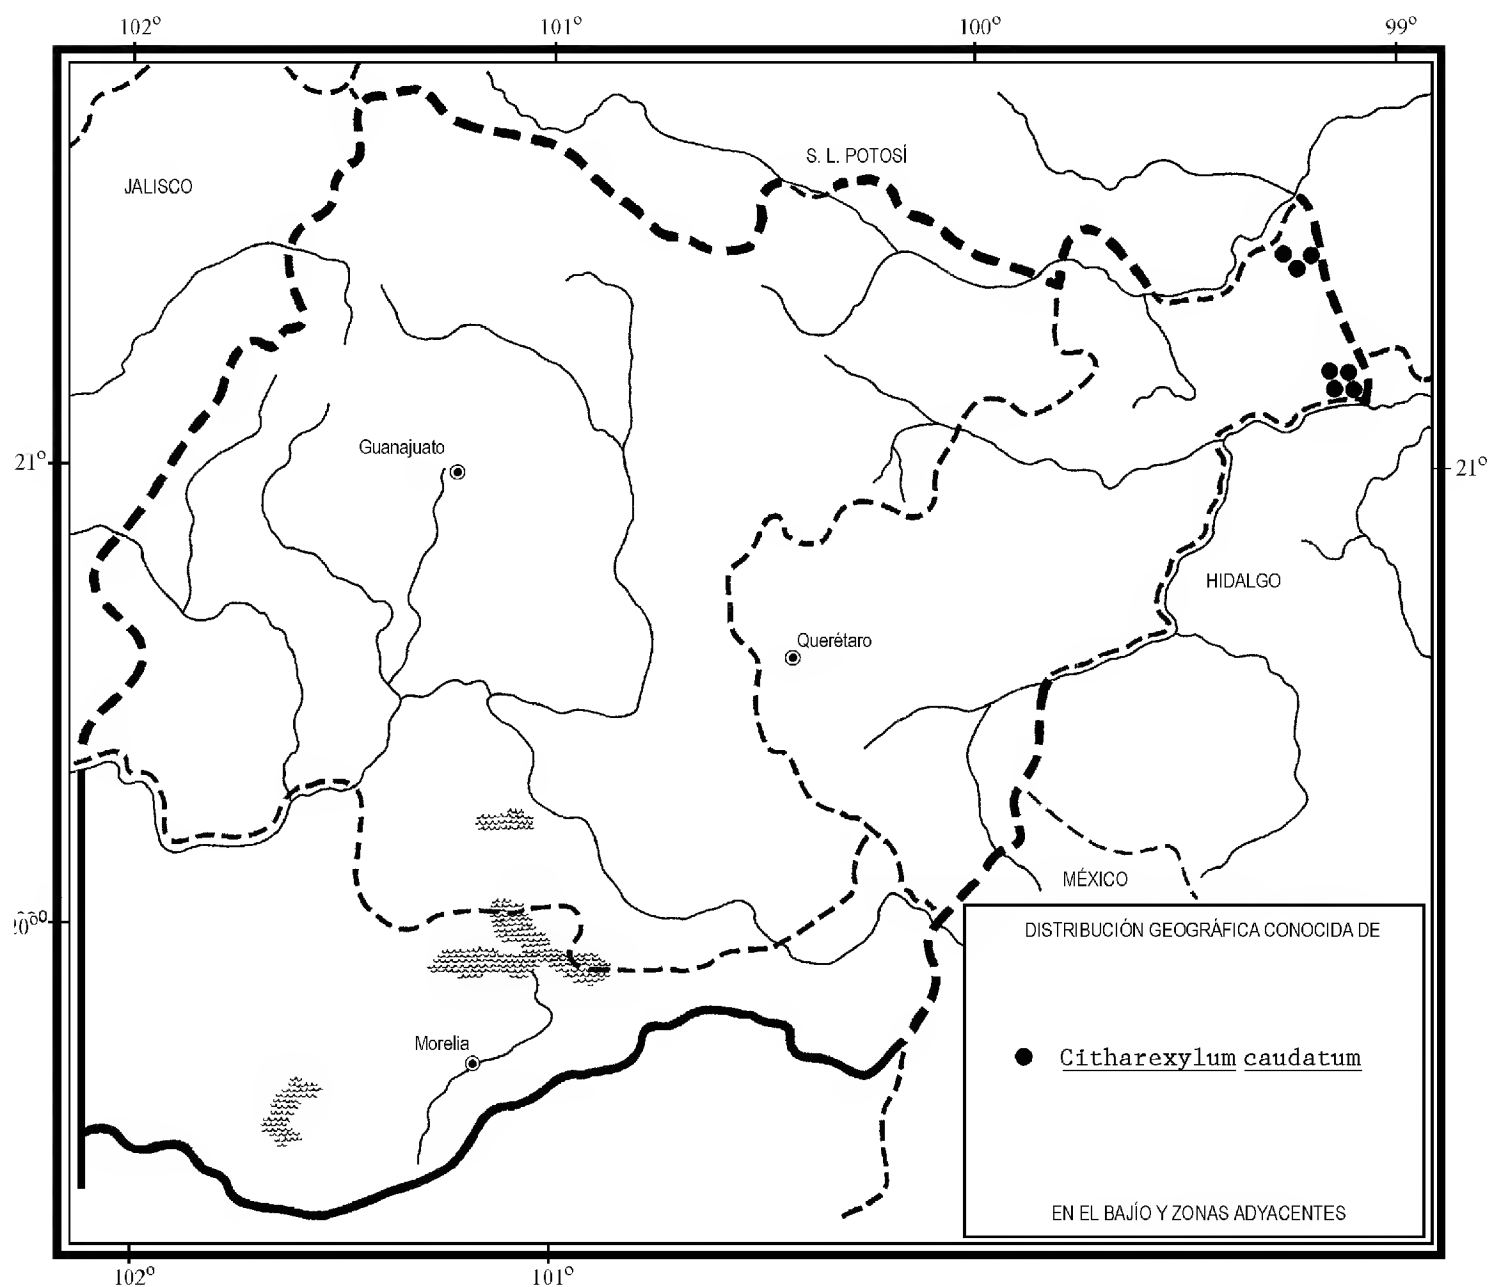 102° 101° 100° 99°
S. L. POTOSÍ
JALISCO
Guanajuato
21° 21°
HIDALGO
Querétaro
MÉXICO
20°
DISTRIBUCIÓN GEOGRÁFICA CONOCIDA DE
Morelia
Citharexylum caudatum
EN EL BAJÍO Y ZONAS ADYACENTES
102° 101°